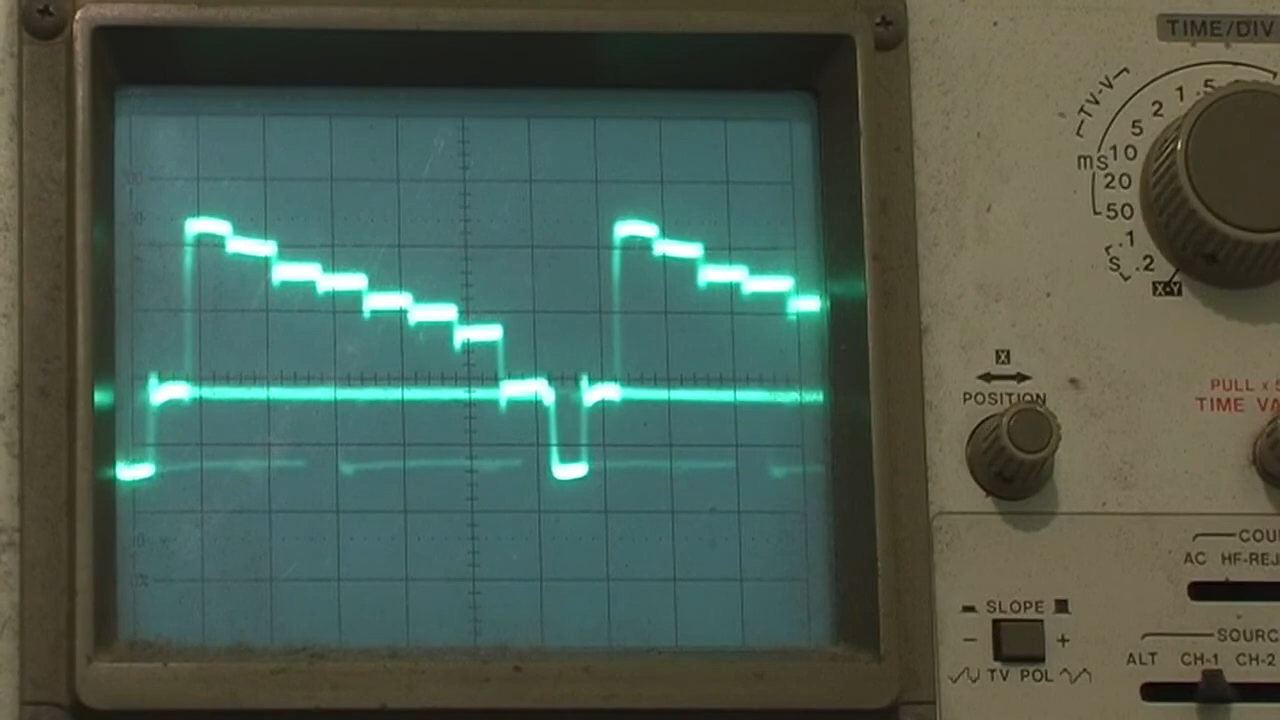 TIME/DIV
TV-V
.5
1
2
5
ms 10
20
50
.1
S .2
X-Y
X
POSITION
PULL x 5
TIME VA
COU
AC HF-REJ
SLOPE
- +
TV POL
SOURC
ALT CH-1 CH-2